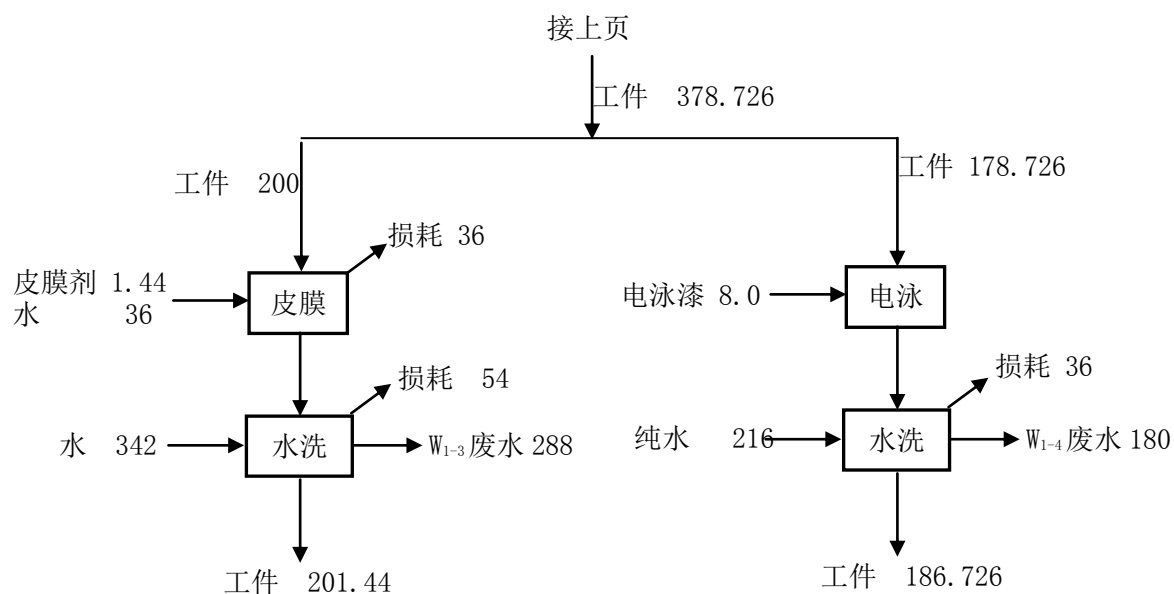 接上页
工件 378.726
工件 200
工件 178.726
损耗 36
皮膜剂 1.44
水 36
皮膜
电泳漆 8.0
电泳
损耗 54
损耗 36
水 342
水洗
W1-3废水 288
纯水 216
水洗
W1-4废水 180
工件 201.44
工件 186.726